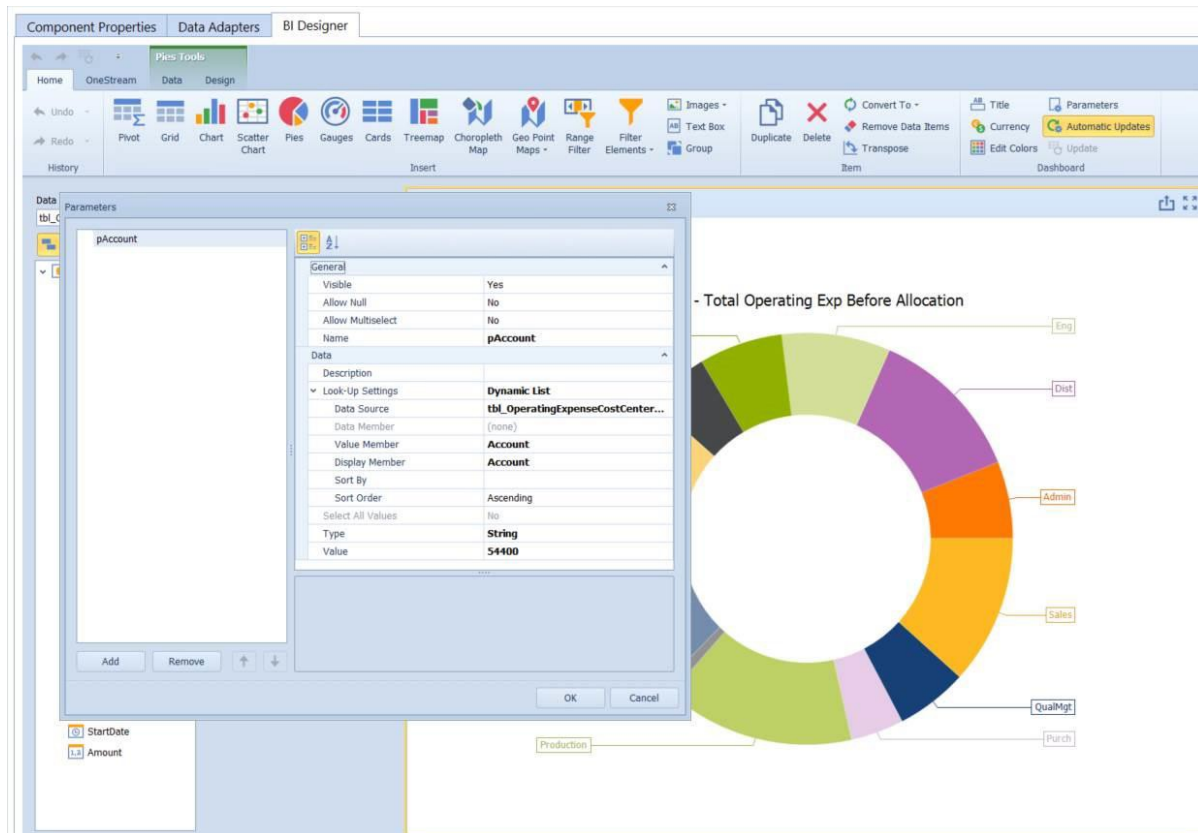 Component Properties Data Adapters BI Designer
Pies Tools
Home OneStream Data Design
Undo
Redo
History
Pivot Grid Chart Scatter Chart Pies Gauges Cards Treemap Choropleth Map Geo Point Maps Range Filter Filter Elements
Images
Text Box
Group
Insert
Duplicate Delete
Convert To
Remove Data Items
Transpose
Item
Title Parameters
Currency Automatic Updates
Edit Colors Update
Dashboard
Data
Parameters
pAccount
General
Visible Yes
Allow Null No
Allow Multiselect No
Name pAccount
Data
Description
Look-Up Settings Dynamic List
Data Source tbl_OperatingExpenseCostCenter...
Data Member (none)
Value Member Account
Display Member Account
Sort By
Sort Order Ascending
Select All Values No
Type String
Value 54400
Add Remove
OK Cancel
StartDate
1,2 Amount
- Total Operating Exp Before Allocation
Eng
Dist
Admin
Sales
QualMgt
Purch
Production